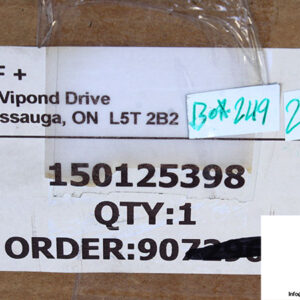 F +
Vipond Drive
ssauga, ON L5T 2B2
Box 249
150125398
QTY:1
ORDER:907